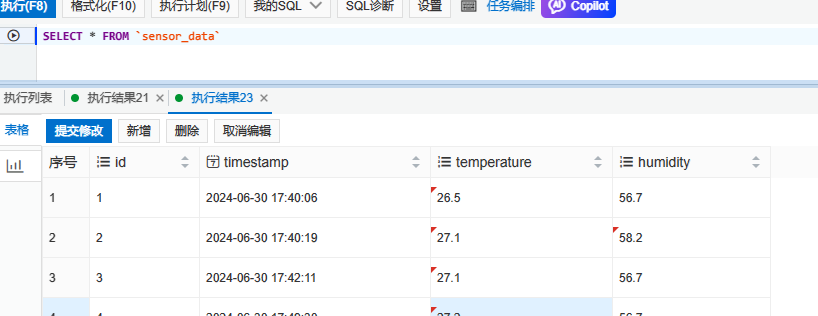 执行(F8) 格式化(F10) 执行计划(F9) 我的SQL SQL诊断 设置 任务编排 Copilot
SELECT * FROM `sensor_data`
执行列表 执行结果21 × 执行结果23 ×
表格 提交修改 新增 删除 取消编辑
序号 id timestamp temperature humidity
1 1 2024-06-30 17:40:06 26.5 56.7
2 2 2024-06-30 17:40:19 27.1 58.2
3 3 2024-06-30 17:42:11 27.1 56.7